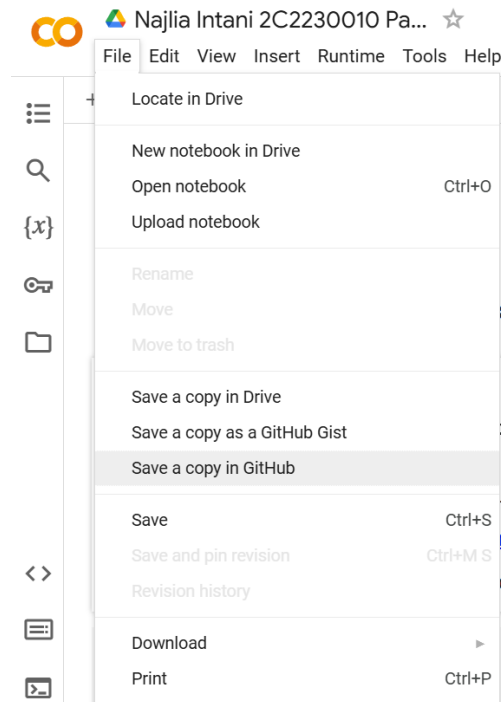 Najlia Intani 2C2230010 Pa...
File Edit View Insert Runtime Tools Help
Locate in Drive
New notebook in Drive
Open notebook Ctrl+O
Upload notebook
Rename
Move
Move to trash
Save a copy in Drive
Save a copy as a GitHub Gist
Save a copy in GitHub
Save Ctrl+S
Save and pin revision Ctrl+M S
Revision history
Download
Print Ctrl+P